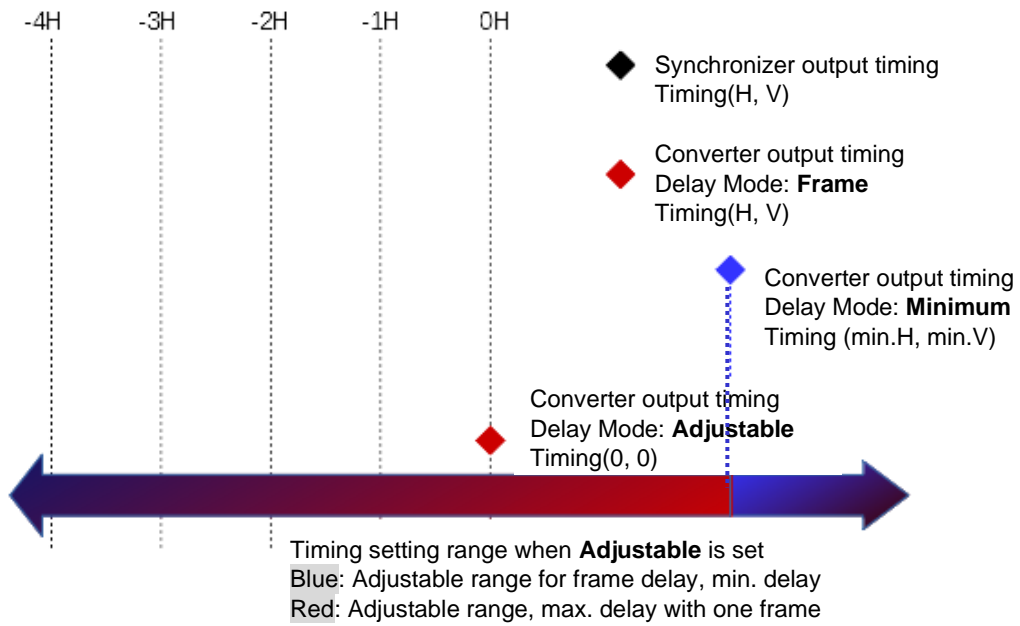 -4H -3H -2H -1H 0H
Synchronizer output timing
Timing(H, V)
Converter output timing
Delay Mode: Frame
Timing(H, V)
Converter output timing
Delay Mode: Minimum
Timing (min.H, min.V)
Converter output timing
Delay Mode: Adjustable
Timing(0, 0)
Timing setting range when Adjustable is set
Blue: Adjustable range for frame delay, min. delay
Red: Adjustable range, max. delay with one frame